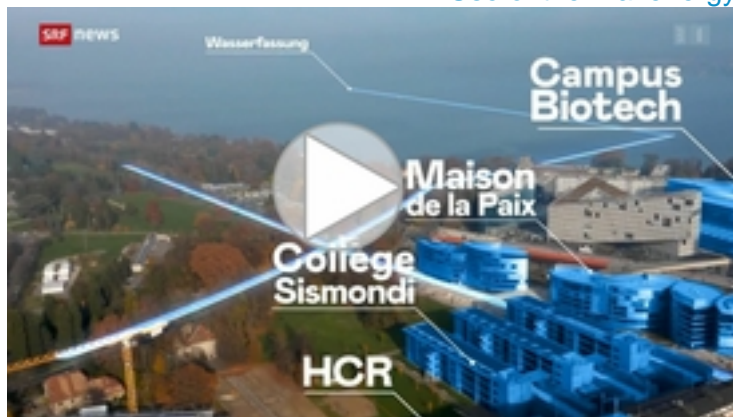 SRF news
Wasserfassung
Campus
Biotech
Maison
de la Paix
Collège
Sismondi
HCR